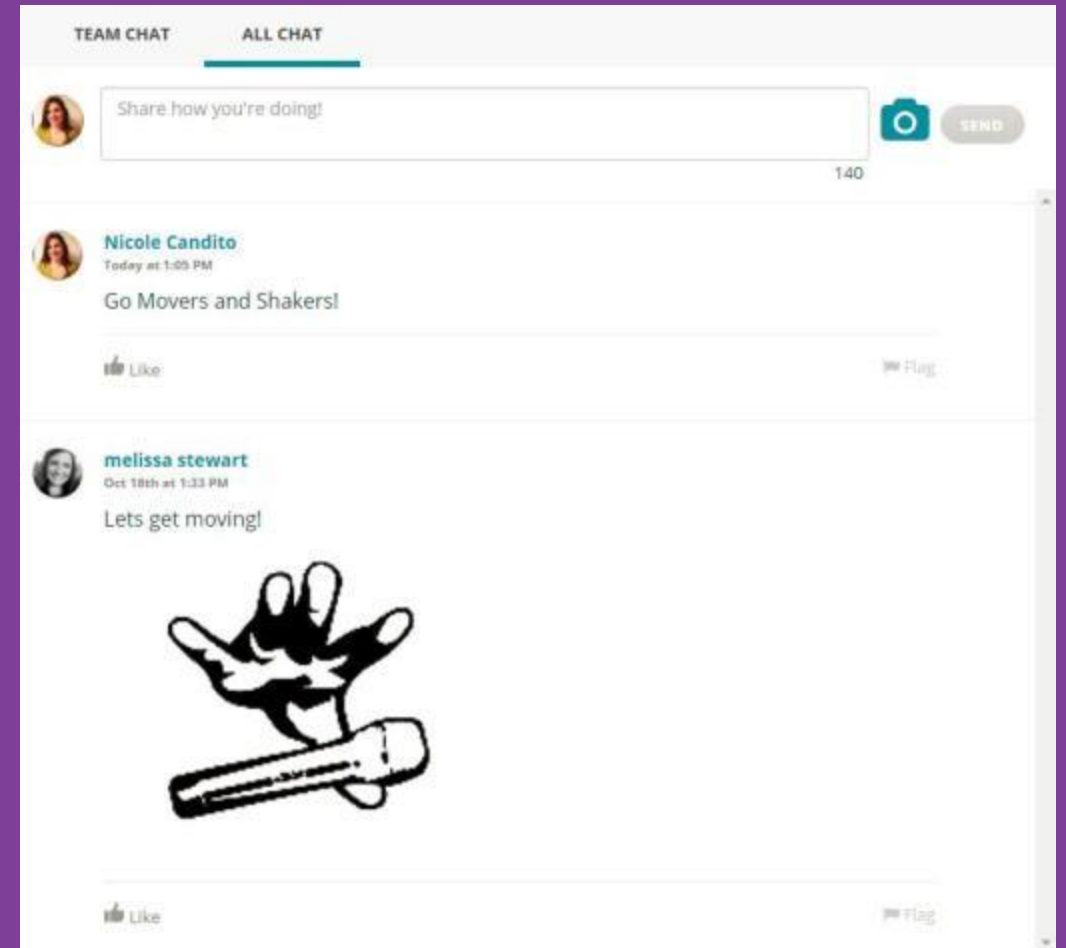 TEAM CHAT ALL CHAT
Share how you're doing!
SEND
140
Nicole Candito
Today at 1:05 PM
Go Movers and Shakers!
Like Flag
melissa stewart
Oct 18th at 1:33 PM
Lets get moving!
Like Flag